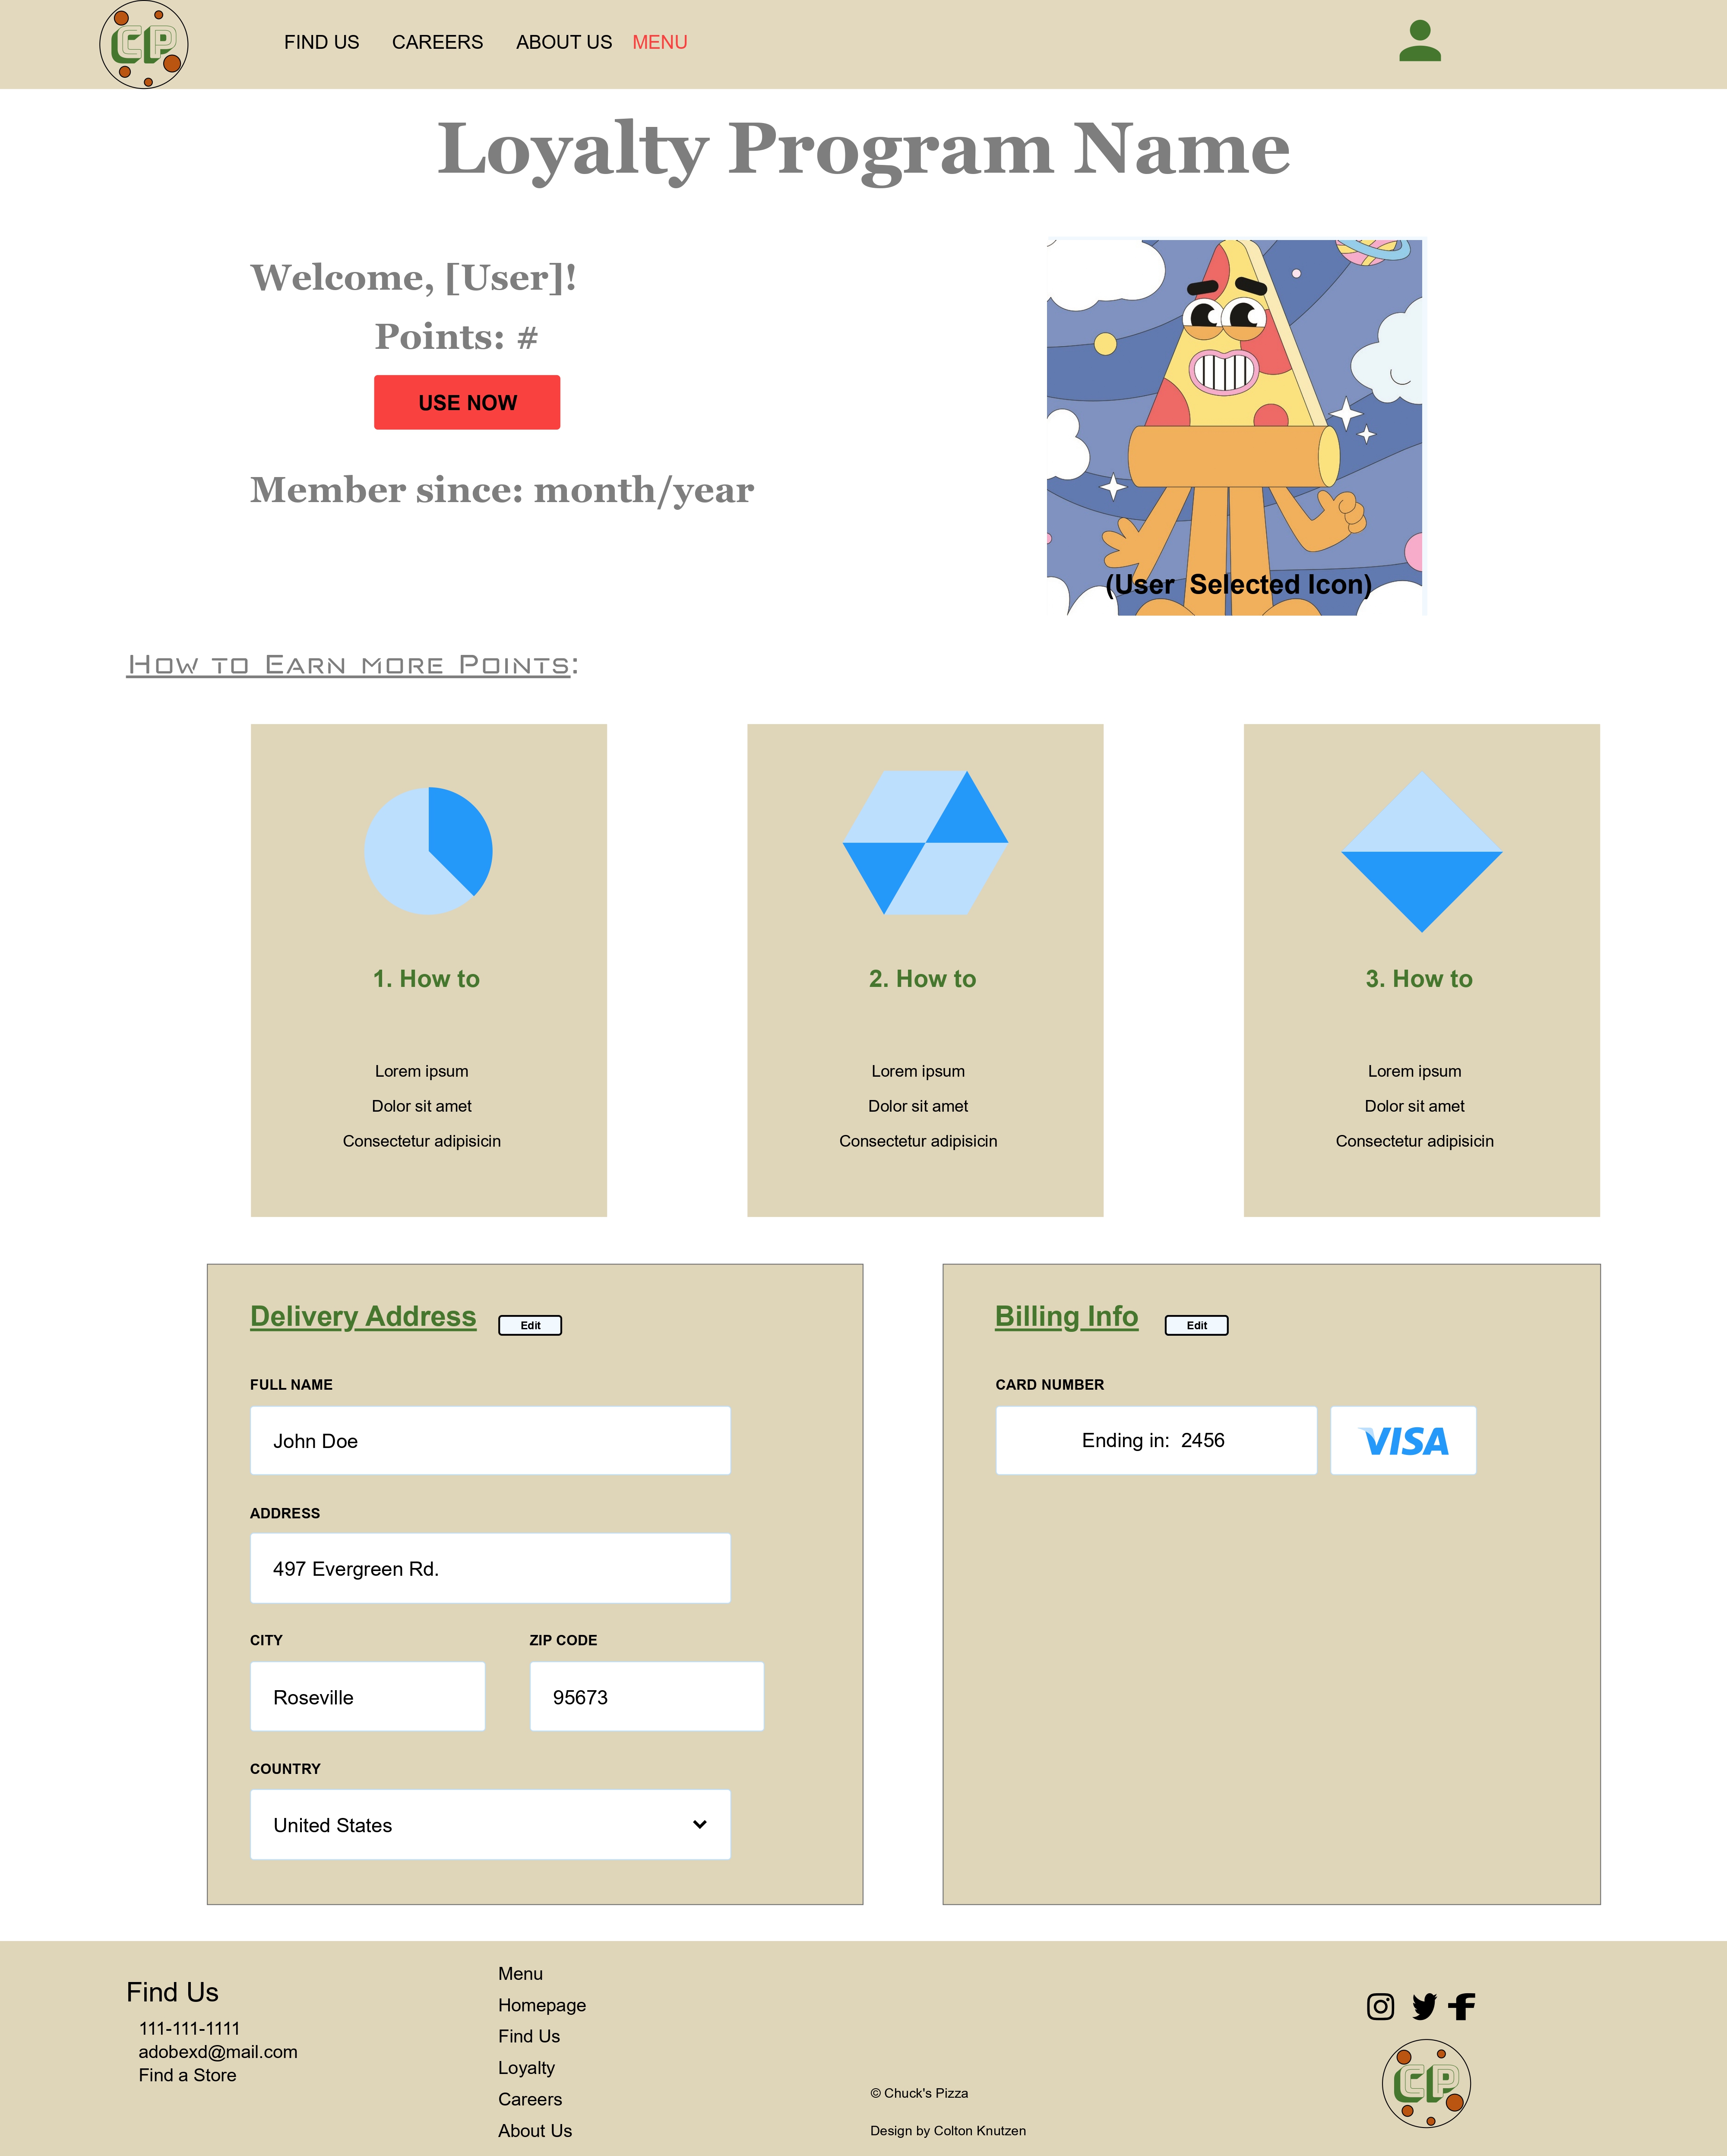 CP
FIND US CAREERS ABOUT US MENU
Loyalty Program Name
Welcome, [User]!
Points: #
USE NOW
Member since: month/year
(User Selected Icon)
How to Earn more Points:
1. How to
Lorem ipsum
Dolor sit amet
Consectetur adipisicin
2. How to
Lorem ipsum
Dolor sit amet
Consectetur adipisicin
3. How to
Lorem ipsum
Dolor sit amet
Consectetur adipisicin
Delivery Address Edit
FULL NAME
John Doe
ADDRESS
497 Evergreen Rd.
CITY ZIP CODE
Roseville 95673
COUNTRY
United States
Billing Info Edit
CARD NUMBER
Ending in: 2456 VISA
Find Us
111-111-1111
adobexd@mail.com
Find a Store
Menu
Homepage
Find Us
Loyalty
Careers
About Us
© Chuck's Pizza
Design by Colton Knutzen
CP